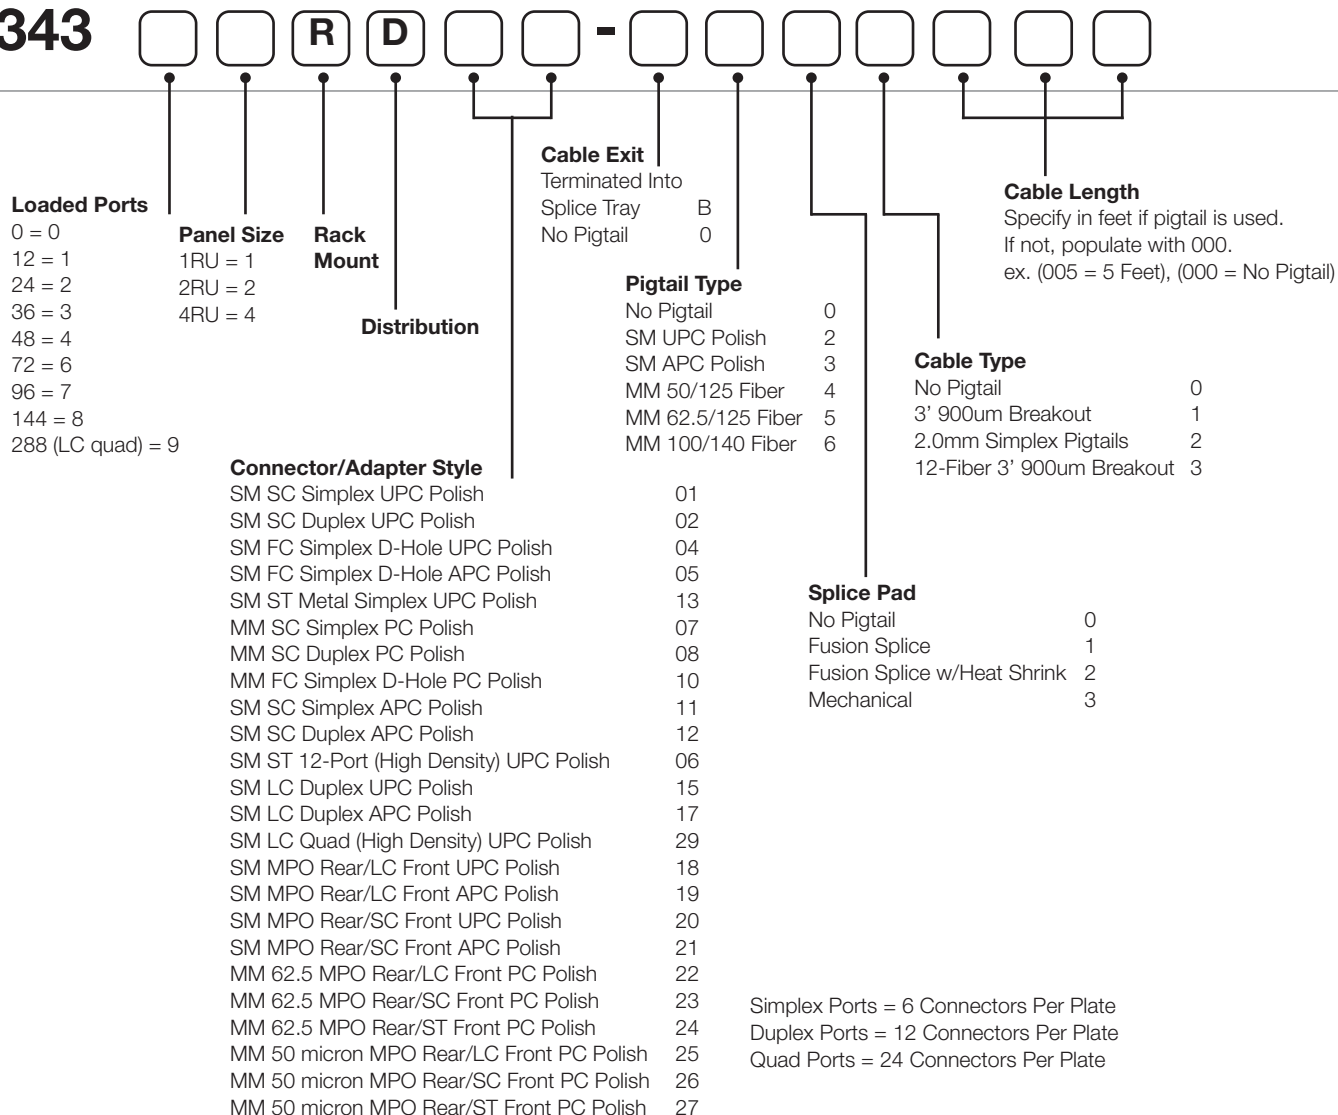 343 R D -
Loaded Ports
0 = 0
12 = 1
24 = 2
36 = 3
48 = 4
72 = 6
96 = 7
144 = 8
288 (LC quad) = 9
Panel Size
1RU = 1
2RU = 2
4RU = 4
Rack
Mount
Distribution
Connector/Adapter Style
SM SC Simplex UPC Polish 01
SM SC Duplex UPC Polish 02
SM FC Simplex D-Hole UPC Polish 04
SM FC Simplex D-Hole APC Polish 05
SM ST Metal Simplex UPC Polish 13
MM SC Simplex PC Polish 07
MM SC Duplex PC Polish 08
MM FC Simplex D-Hole PC Polish 10
SM SC Simplex APC Polish 11
SM SC Duplex APC Polish 12
SM ST 12-Port (High Density) UPC Polish 06
SM LC Duplex UPC Polish 15
SM LC Duplex APC Polish 17
SM LC Quad (High Density) UPC Polish 29
SM MPO Rear/LC Front UPC Polish 18
SM MPO Rear/LC Front APC Polish 19
SM MPO Rear/SC Front UPC Polish 20
SM MPO Rear/SC Front APC Polish 21
MM 62.5 MPO Rear/LC Front PC Polish 22
MM 62.5 MPO Rear/SC Front PC Polish 23
MM 62.5 MPO Rear/ST Front PC Polish 24
MM 50 micron MPO Rear/LC Front PC Polish 25
MM 50 micron MPO Rear/SC Front PC Polish 26
MM 50 micron MPO Rear/ST Front PC Polish 27
Cable Exit
Terminated Into
Splice Tray B
No Pigtail 0
Pigtail Type
No Pigtail 0
SM UPC Polish 2
SM APC Polish 3
MM 50/125 Fiber 4
MM 62.5/125 Fiber 5
MM 100/140 Fiber 6
Splice Pad
No Pigtail 0
Fusion Splice 1
Fusion Splice w/Heat Shrink 2
Mechanical 3
Cable Type
No Pigtail 0
3’ 900um Breakout 1
2.0mm Simplex Pigtails 2
12-Fiber 3’ 900um Breakout 3
Cable Length
Specify in feet if pigtail is used.
If not, populate with 000.
ex. (005 = 5 Feet), (000 = No Pigtail)
Simplex Ports = 6 Connectors Per Plate
Duplex Ports = 12 Connectors Per Plate
Quad Ports = 24 Connectors Per Plate